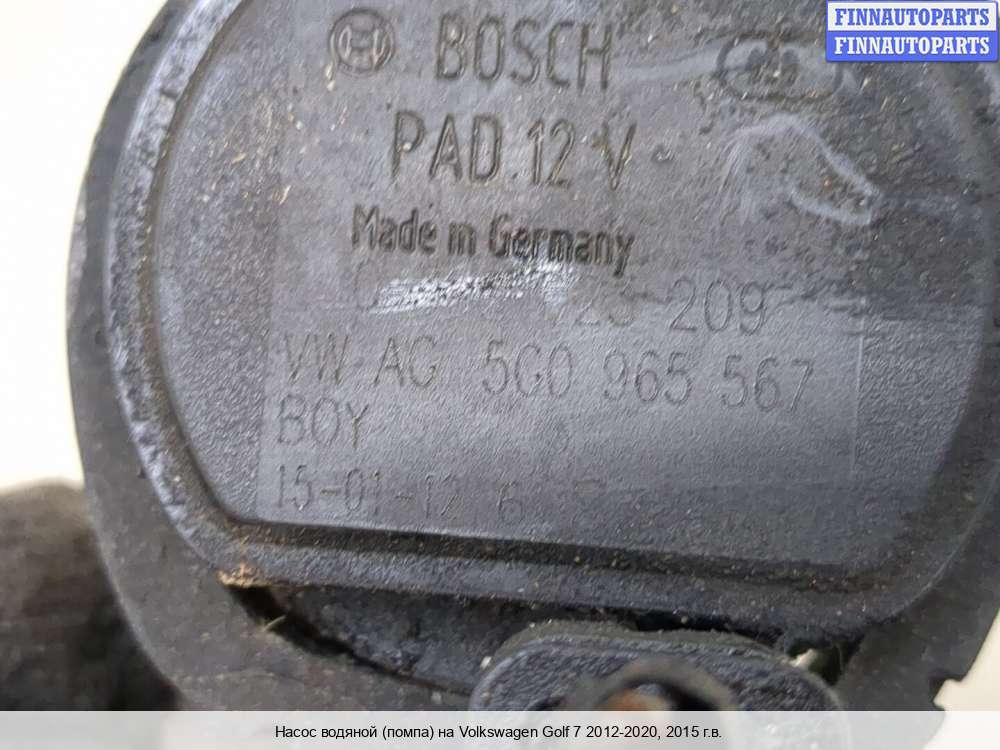 FINNAUTOPARTS
FINNAUTOPARTS
BOSCH
PAD 12 V
Made in Germany
209
VW AG 5G0 965 567
BOY
15-01-12 6
Насос водяной (помпа) на Volkswagen Golf 7 2012-2020, 2015 г.в.